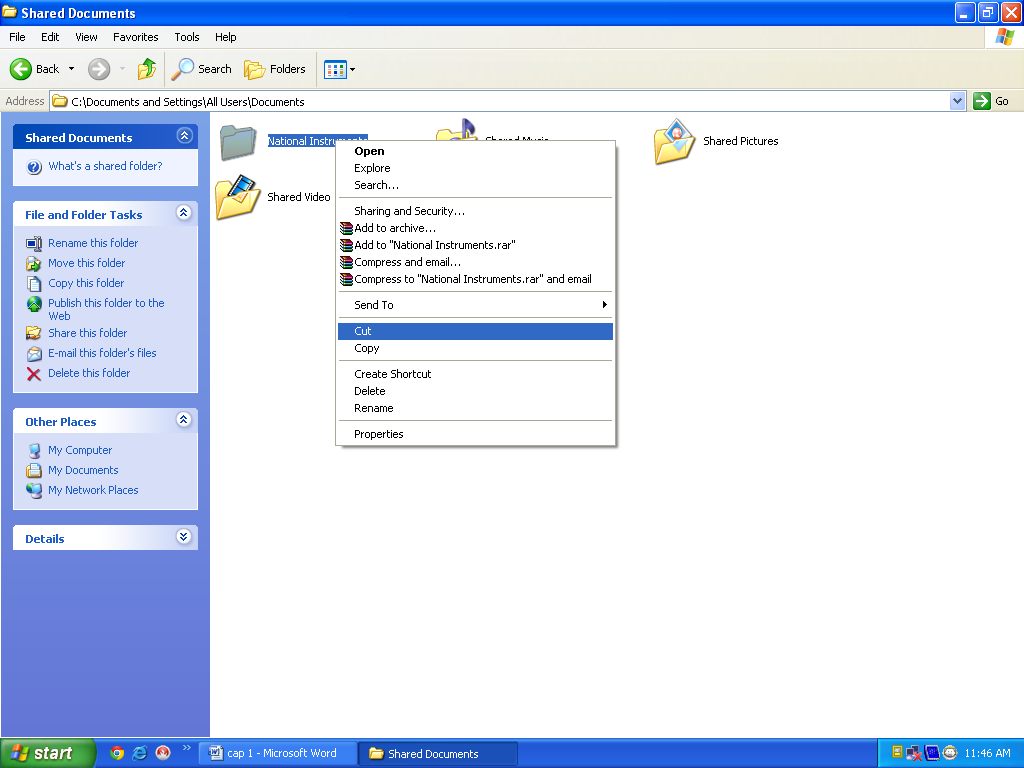 Shared Documents
File Edit View Favorites Tools Help
Back Search Folders
Address C:\Documents and Settings\All Users\Documents Go
Shared Documents
What's a shared folder?
File and Folder Tasks
Rename this folder
Move this folder
Copy this folder
Publish this folder to the
Web
Share this folder
E-mail this folder's files
Delete this folder
Other Places
My Computer
My Documents
My Network Places
Details
National Instruments Shared Music Shared Pictures
Shared Video
Open
Explore
Search...
Sharing and Security...
Add to archive...
Add to "National Instruments.rar"
Compress and email...
Compress to "National Instruments.rar" and email
Send To
Cut
Copy
Create Shortcut
Delete
Rename
Properties
start cap 1 - Microsoft Word Shared Documents 11:46 AM